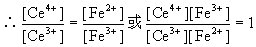 ∴ [Ce⁴⁺]/[Ce³⁺] = [Fe²⁺]/[Fe³⁺] 或 [Ce⁴⁺][Fe³⁺]/[Ce³⁺][Fe²⁺] = 1